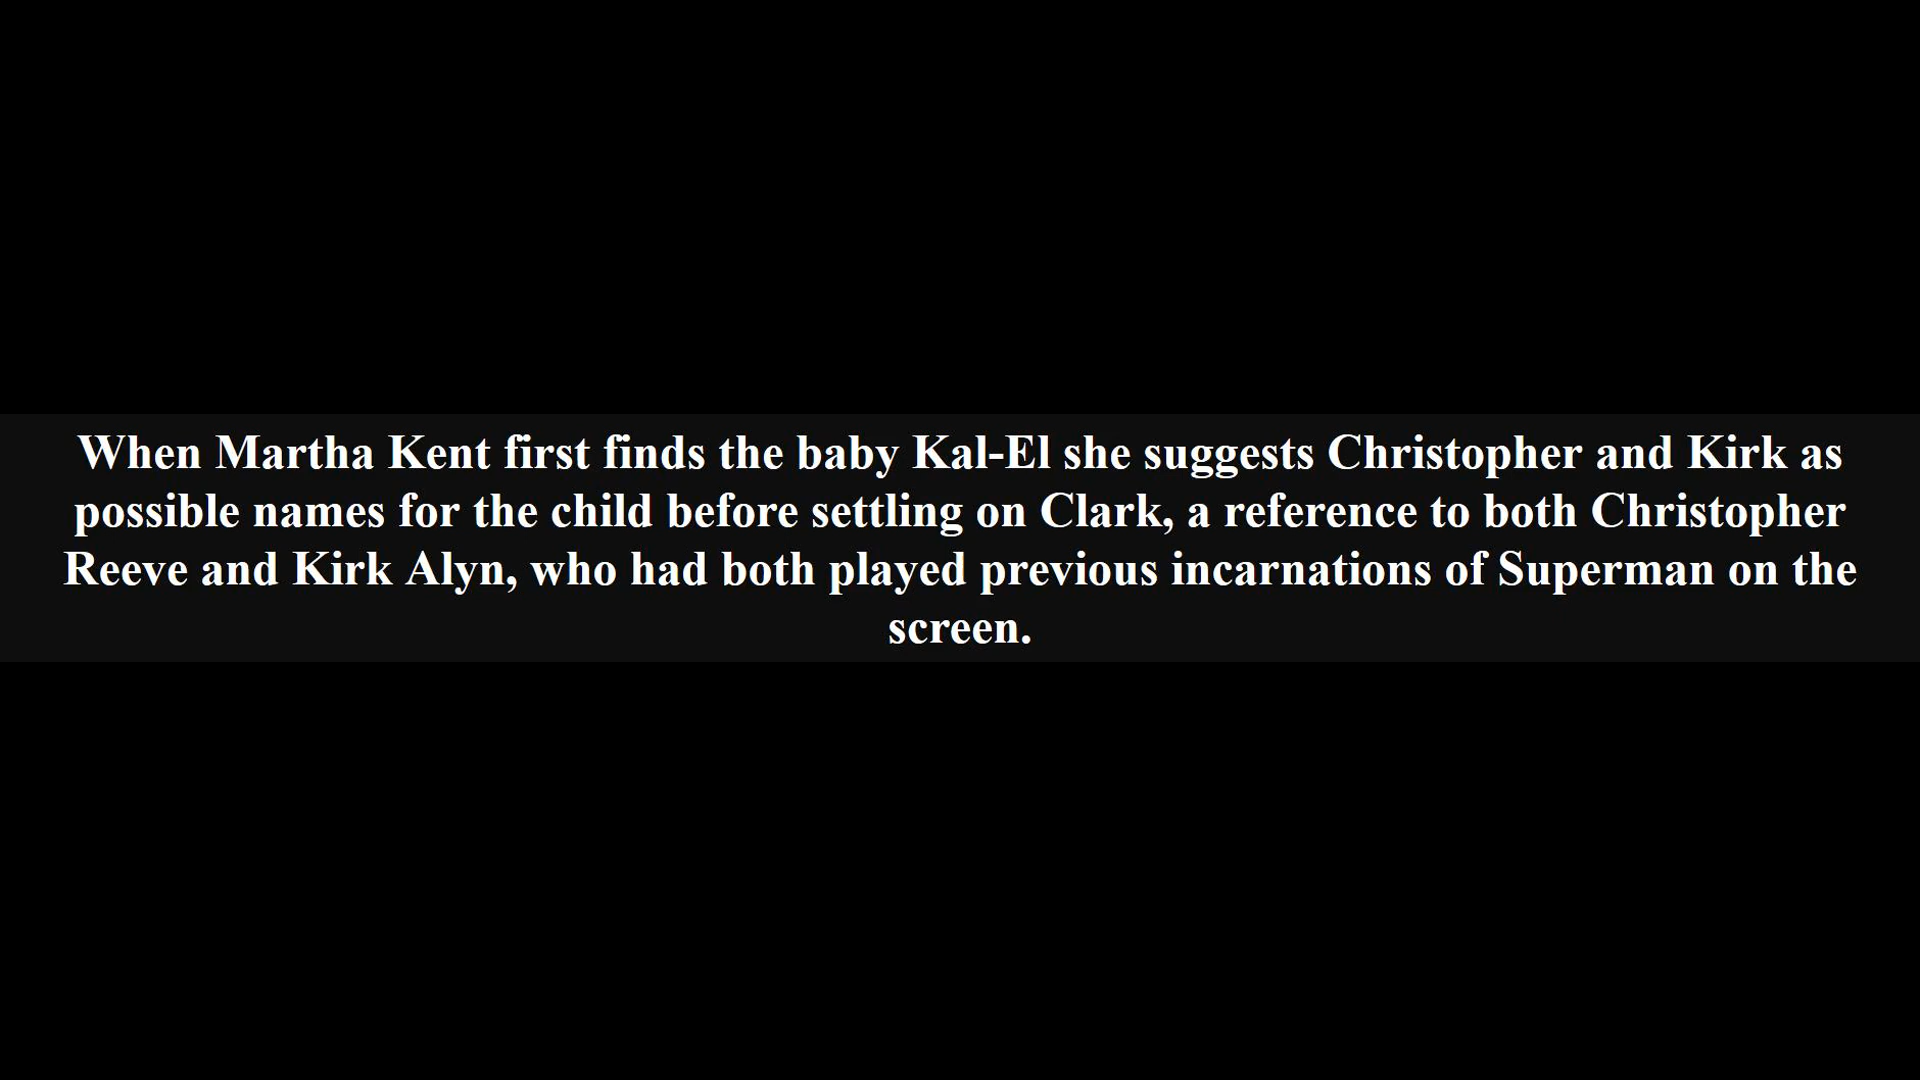 When Martha Kent first finds the baby Kal-El she suggests Christopher and Kirk as
possible names for the child before settling on Clark, a reference to both Christopher
Reeve and Kirk Alyn, who had both played previous incarnations of Superman on the
screen.